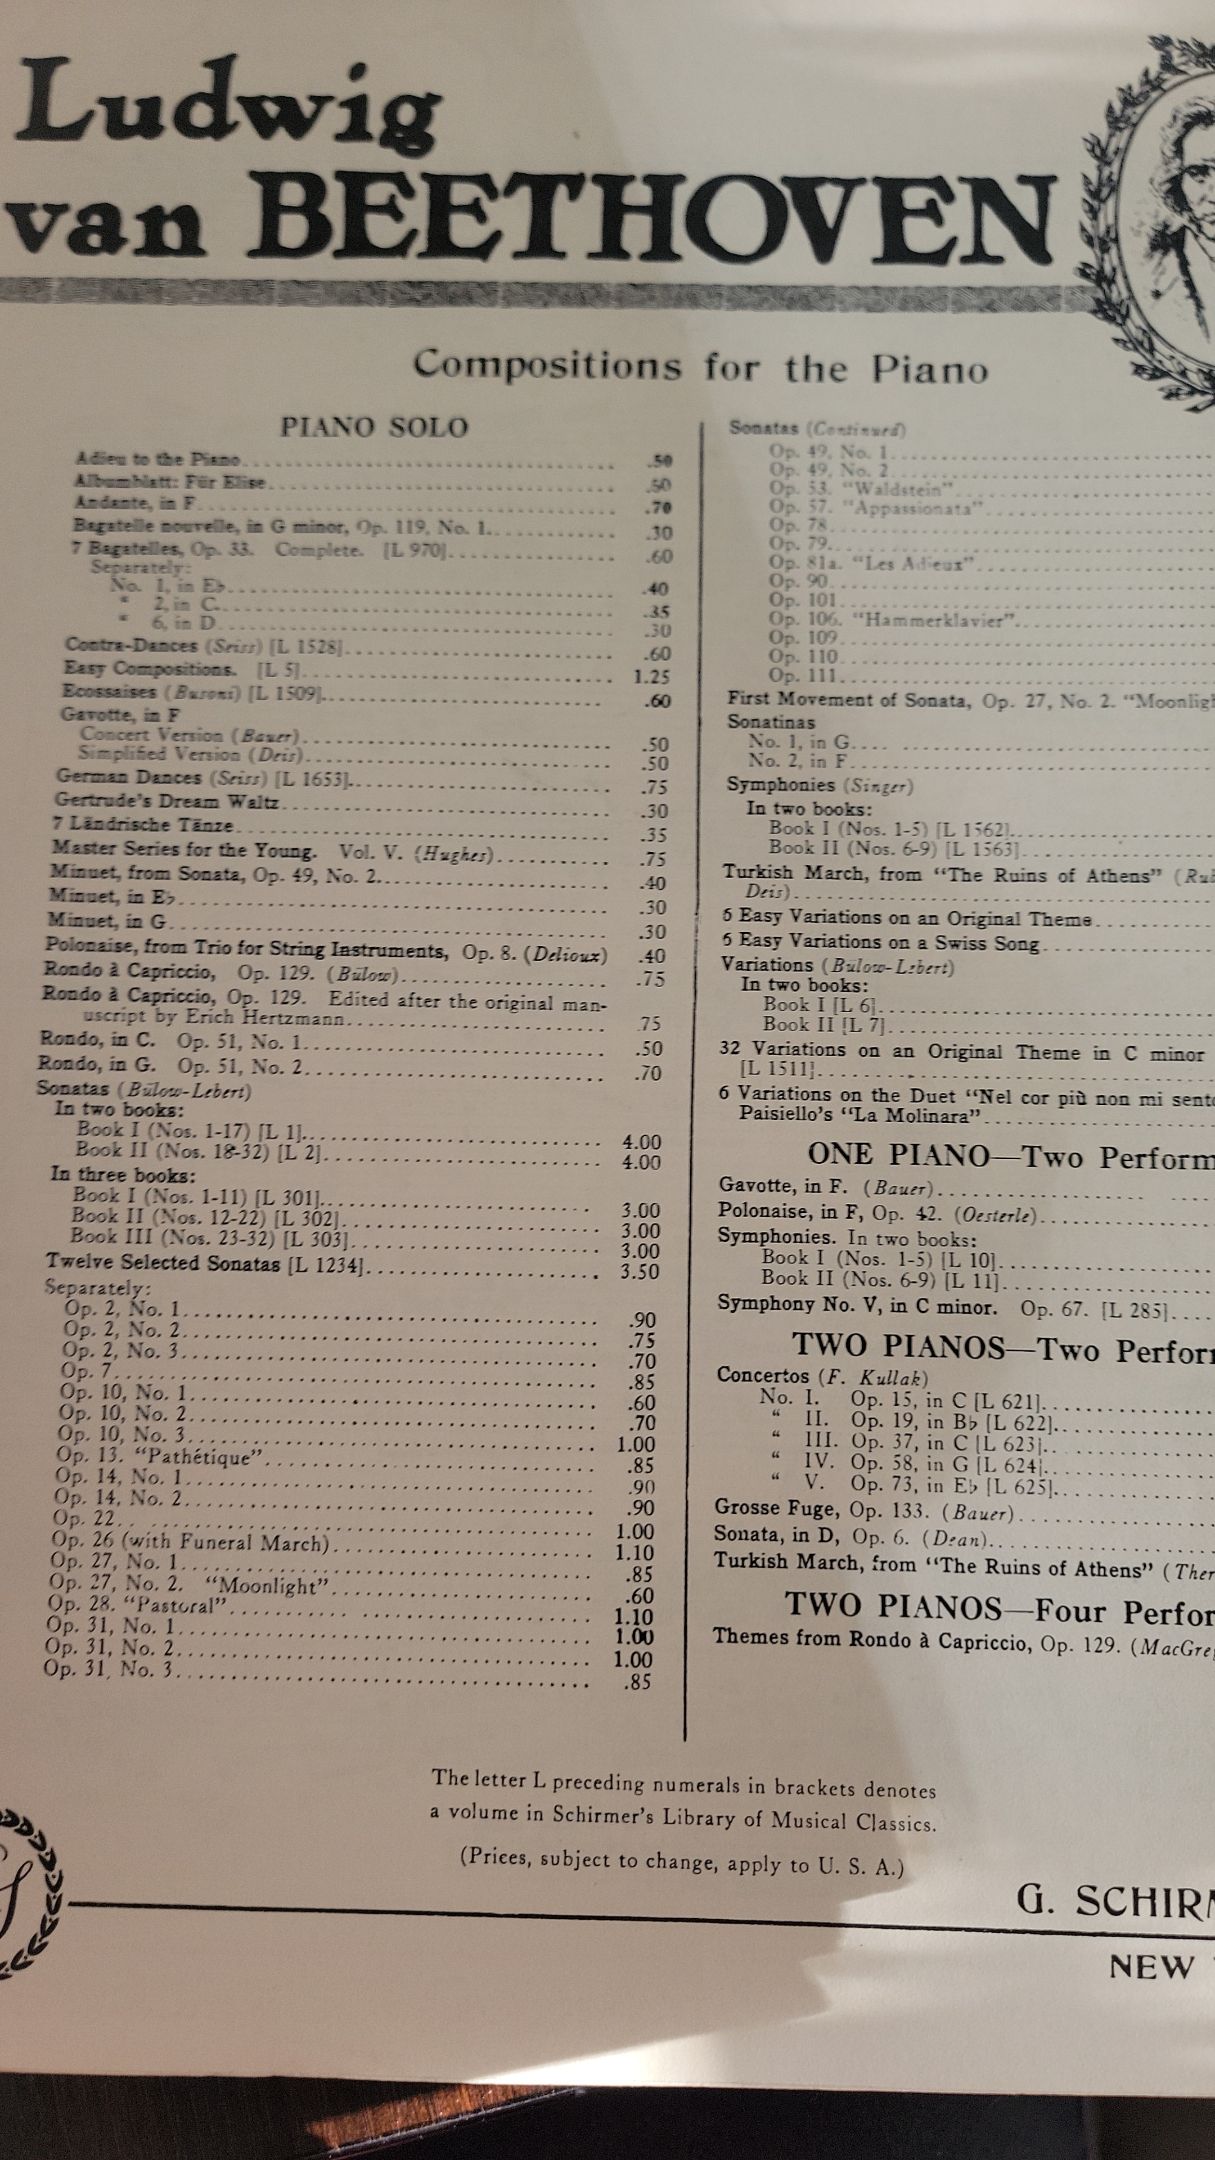 Ludwig
van BEETHOVEN
Compositions for the Piano
PIANO SOLO
Adieu to the Piano .50
Albumblatt: Für Elise .50
Andante, in F .70
Bagatelle nouvelle, in G minor, Op. 119, No. 1 .30
7 Bagatelles, Op. 33. Complete. [L 970] .60
Separately:
No. 1, in E♭ .40
" 2, in C .35
" 6, in D .30
Contra-Dances (Seiss) [L 1528] .60
Easy Compositions. [L 5] 1.25
Ecossaises (Busoni) [L 1509] .60
Gavotte, in F
Concert Version (Bauer) .50
Simplified Version (Deis) .50
German Dances (Seiss) [L 1653] .75
Gertrude's Dream Waltz .30
7 Ländrische Tänze .35
Master Series for the Young. Vol. V. (Hughes) .75
Minuet, from Sonata, Op. 49, No. 2 .40
Minuet, in E♭ .30
Minuet, in G .30
Polonaise, from Trio for String Instruments, Op. 8. (Delioux) .40
Rondo à Capriccio, Op. 129. (Bülow) .75
Rondo à Capriccio, Op. 129. Edited after the original man-
uscript by Erich Hertzmann .75
Rondo, in C. Op. 51, No. 1 .50
Rondo, in G. Op. 51, No. 2 .70
Sonatas (Bülow-Lebert)
In two books:
Book I (Nos. 1-17) [L 1] 4.00
Book II (Nos. 18-32) [L 2] 4.00
In three books:
Book I (Nos. 1-11) [L 301] 3.00
Book II (Nos. 12-22) [L 302] 3.00
Book III (Nos. 23-32) [L 303] 3.00
Twelve Selected Sonatas [L 1234] 3.50
Separately:
Op. 2, No. 1 .90
Op. 2, No. 2 .75
Op. 2, No. 3 .70
Op. 7 .85
Op. 10, No. 1 .60
Op. 10, No. 2 .70
Op. 10, No. 3 1.00
Op. 13. "Pathétique" .85
Op. 14, No. 1 .90
Op. 14, No. 2 .90
Op. 22 1.00
Op. 26 (with Funeral March) 1.10
Op. 27, No. 1 .85
Op. 27, No. 2. "Moonlight" .60
Op. 28. "Pastoral" 1.10
Op. 31, No. 1 1.00
Op. 31, No. 2 1.00
Op. 31, No. 3 .85
Sonatas (Continued)
Op. 49, No. 1
Op. 49, No. 2
Op. 53. "Waldstein"
Op. 57. "Appassionata"
Op. 78
Op. 79
Op. 81a. "Les Adieux"
Op. 90
Op. 101
Op. 106. "Hammerklavier"
Op. 109
Op. 110
Op. 111
First Movement of Sonata, Op. 27, No. 2. "Moonligh
Sonatinas
No. 1, in G
No. 2, in F
Symphonies (Singer)
In two books:
Book I (Nos. 1-5) [L 1562]
Book II (Nos. 6-9) [L 1563]
Turkish March, from "The Ruins of Athens" (Rub
Deis)
6 Easy Variations on an Original Theme
6 Easy Variations on a Swiss Song
Variations (Bülow-Lebert)
In two books:
Book I [L 6]
Book II [L 7]
32 Variations on an Original Theme in C minor
[L 1511]
6 Variations on the Duet "Nel cor più non mi sento
Paisiello's "La Molinara"
ONE PIANO—Two Perform
Gavotte, in F. (Bauer)
Polonaise, in F, Op. 42. (Oesterle)
Symphonies. In two books:
Book I (Nos. 1-5) [L 10]
Book II (Nos. 6-9) [L 11]
Symphony No. V, in C minor. Op. 67. [L 285]
TWO PIANOS—Two Perform
Concertos (F. Kullak)
No. I. Op. 15, in C [L 621]
" II. Op. 19, in B♭ [L 622]
" III. Op. 37, in C [L 623]
" IV. Op. 58, in G [L 624]
" V. Op. 73, in E♭ [L 625]
Grosse Fuge, Op. 133. (Bauer)
Sonata, in D, Op. 6. (Dean)
Turkish March, from "The Ruins of Athens" (Ther
TWO PIANOS—Four Perfor
Themes from Rondo à Capriccio, Op. 129. (MacGre
The letter L preceding numerals in brackets denotes
a volume in Schirmer's Library of Musical Classics.
(Prices, subject to change, apply to U. S. A.)
G. SCHIRM
NEW